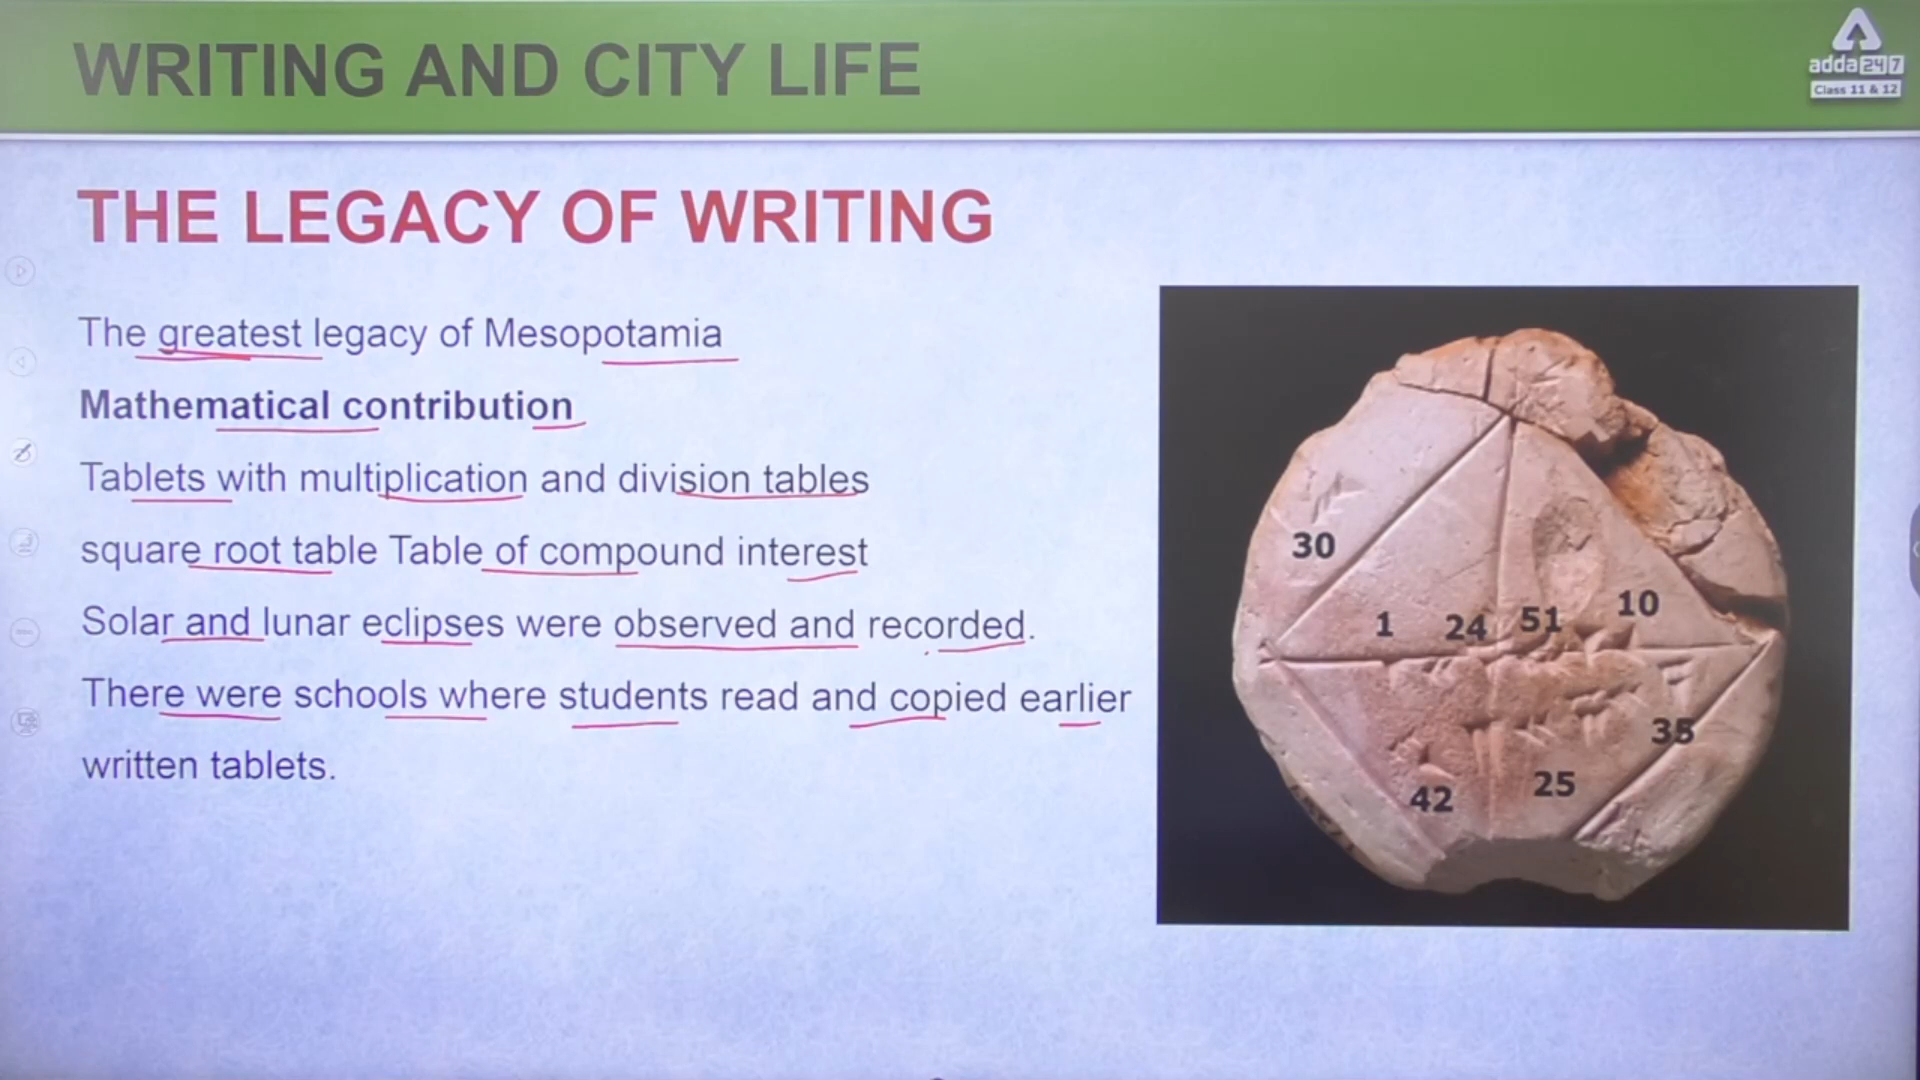 WRITING AND CITY LIFE
adda247
Class 11 & 12
THE LEGACY OF WRITING
The greatest legacy of Mesopotamia
Mathematical contribution
Tablets with multiplication and division tables
square root table Table of compound interest
Solar and lunar eclipses were observed and recorded.
There were schools where students read and copied earlier
written tablets.
30
1 24 51 10
35
42 25